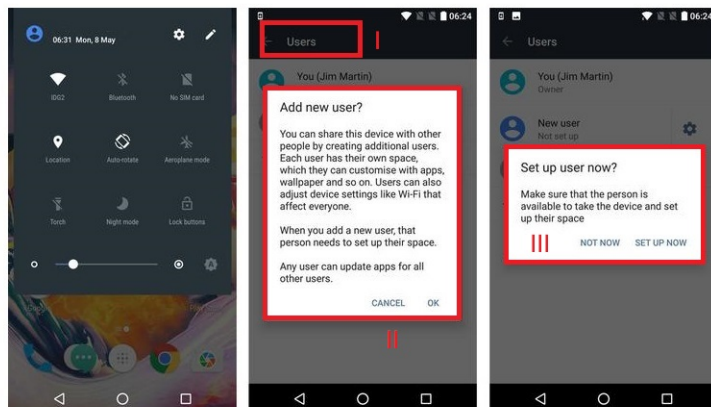 06:31 Mon, 8 May
IDG2
Bluetooth
No SIM card
Location
Auto-rotate
Aeroplane mode
Torch
Night mode
Lock buttons
06:24
Users
I
You (Jim Martin)
Add new user?
You can share this device with other
people by creating additional users.
Each user has their own space,
which they can customise with apps,
wallpaper and so on. Users can also
adjust device settings like Wi-Fi that
affect everyone.
When you add a new user, that
person needs to set up their space.
Any user can update apps for all
other users.
CANCEL OK
II
06:24
Users
You (Jim Martin)
Owner
New user
Not set up
Set up user now?
Make sure that the person is
available to take the device and set
up their space
III
NOT NOW SET UP NOW